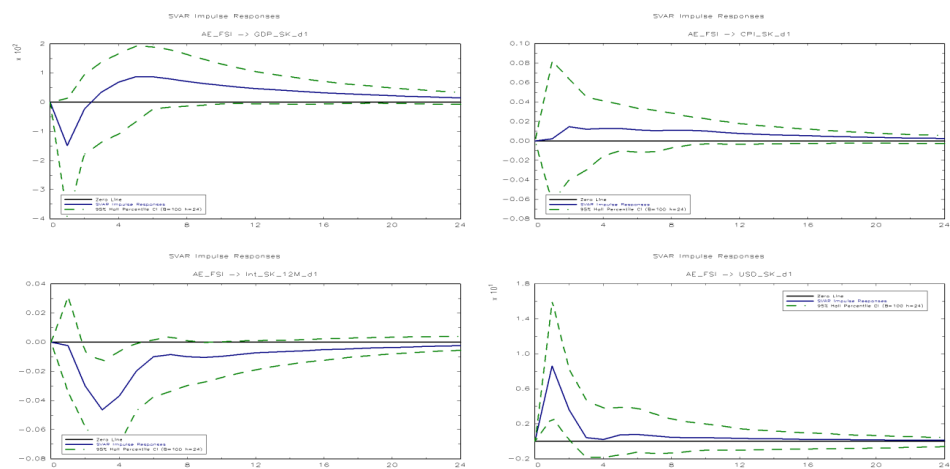 SVAR Impulse Responses
AE_FSI -> GDP_SK_d1
x 10²
2
1
0
-1
-2
-3
-4
Zero Line
SVAR Impulse Responses
95% Hall Percentile CI (B=100 h=24)
0 4 8 12 16 20 24
SVAR Impulse Responses
AE_FSI -> CPI_SK_d1
0.10
0.08
0.06
0.04
0.02
0.00
-0.02
-0.04
-0.06
-0.08
Zero Line
SVAR Impulse Responses
95% Hall Percentile CI (B=100 h=24)
0 4 8 12 16 20 24
SVAR Impulse Responses
AE_FSI -> Int_SK_12M_d1
0.04
0.02
0.00
-0.02
-0.04
-0.06
-0.08
Zero Line
SVAR Impulse Responses
95% Hall Percentile CI (B=100 h=24)
0 4 8 12 16 20 24
SVAR Impulse Responses
AE_FSI -> USD_SK_d1
x 10¹
1.8
1.4
1.0
0.6
0.2
-0.2
Zero Line
SVAR Impulse Responses
95% Hall Percentile CI (B=100 h=24)
0 4 8 12 16 20 24